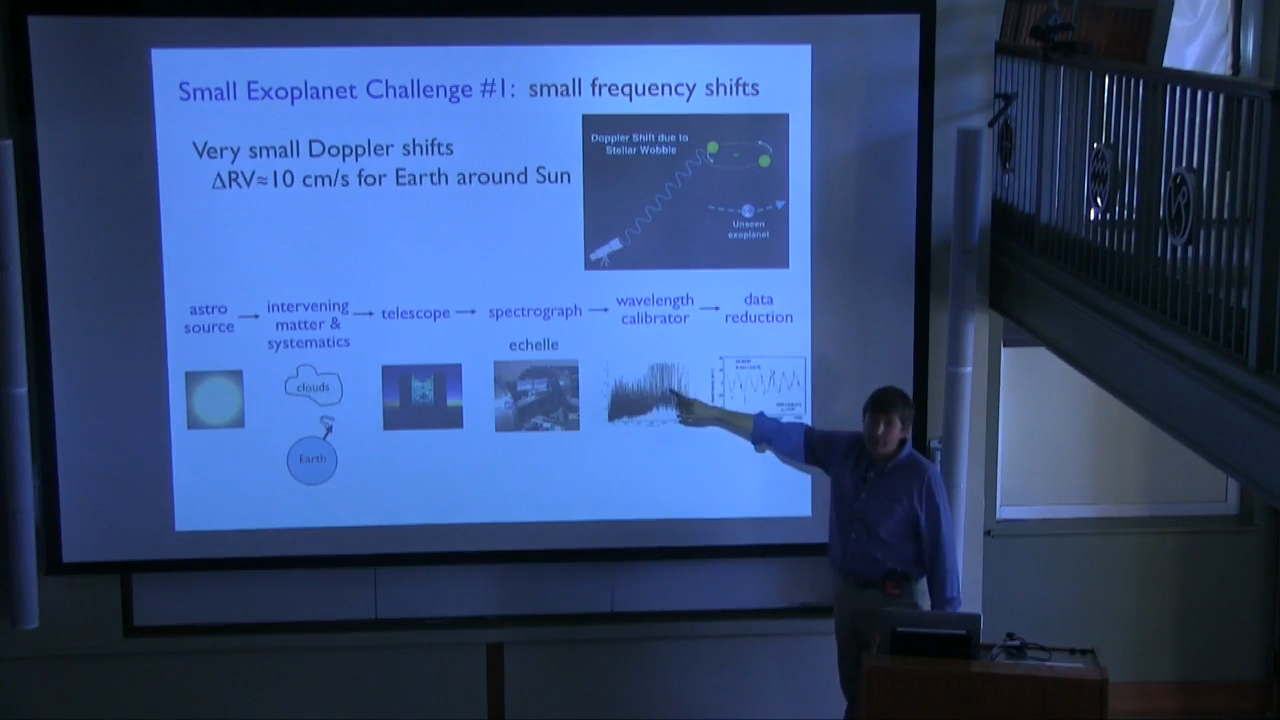 Small Exoplanet Challenge #1: small frequency shifts
Very small Doppler shifts
ΔRV≈10 cm/s for Earth around Sun
Doppler Shift due to
Stellar Wobble
Unseen
exoplanet
astro
source
intervening
matter &
systematics
telescope
spectrograph
wavelength
calibrator
data
reduction
echelle
clouds
Earth